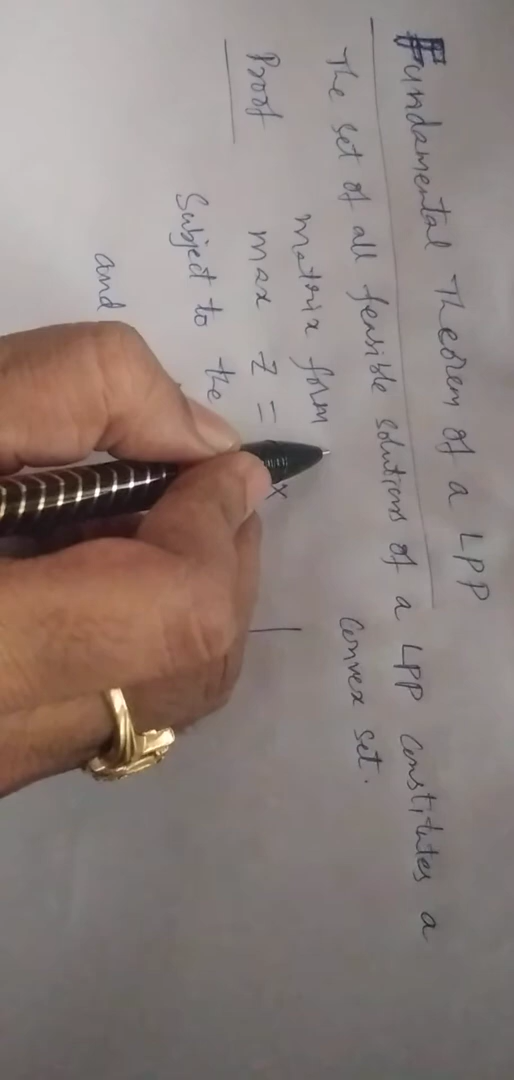 Fundamental Theorem of a LPP
The set of all feasible solutions of a LPP constitutes a
convex set.
Proof
matrix form
max Z = x
Subject to the
and